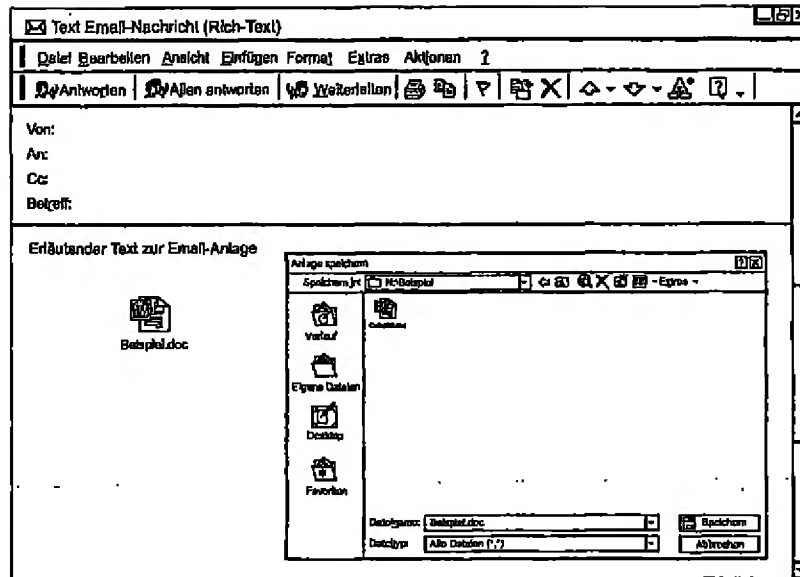 Text Email-Nachricht (Rich-Text)
Datei Bearbeiten Ansicht Einfügen Format Extras Aktionen ?
Antworten Allen antworten Weiterleiten
Von:
An:
Cc:
Betreff:
Erläutender Text zur Email-Anlage
Beispiel.doc
Anlage speichern
Speichern in: N:\Beispiel
Extras
Verlauf
Eigene Dateien
Desktop
Favoriten
Dateiname: Beispiel.doc
Speichern
Dateityp: Alle Dateien (*.*)
Abbrechen